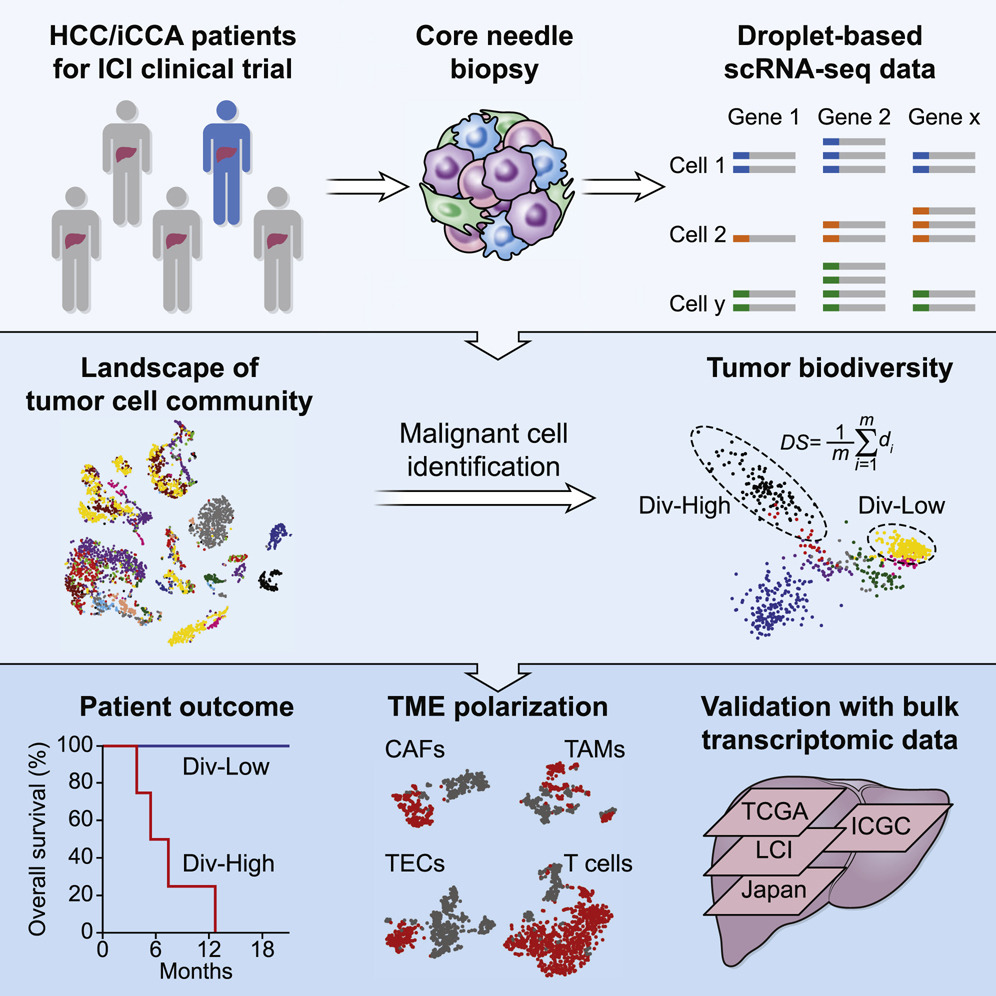 HCC/iCCA patients
for ICI clinical trial
Core needle
biopsy
Droplet-based
scRNA-seq data
Gene 1 Gene 2 Gene x
Cell 1
Cell 2
Cell y
Landscape of
tumor cell community
Malignant cell
identification
Tumor biodiversity
DS= 1/m ∑ i=1 m d_i
Div-High
Div-Low
Patient outcome
Overall survival (%)
100
80
60
40
20
0
Div-Low
Div-High
0 6 12 18
Months
TME polarization
CAFs TAMs
TECs T cells
Validation with bulk
transcriptomic data
TCGA
ICGC
LCI
Japan